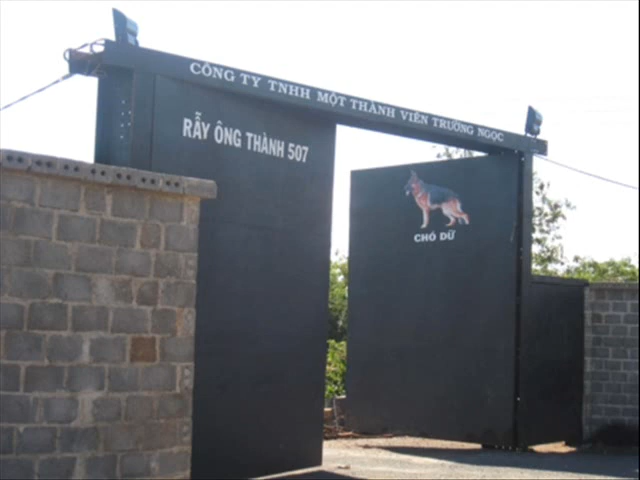 CÔNG TY TNHH MỘT THÀNH VIÊN TRƯỜNG NGỌC
RẪY ÔNG THÀNH 507
CHÓ DỮ